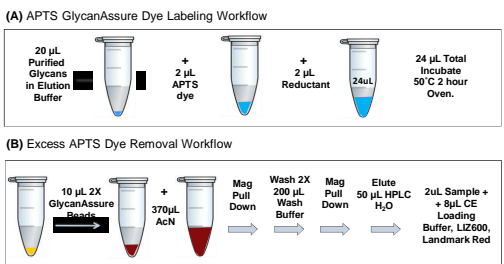 (A) APTS GlycanAssure Dye Labeling Workflow
20 µL
Purified
Glycans
in Elution
Buffer
+
2 µL
APTS
dye
+
2 µL
Reductant
24uL
24 µL Total
Incubate
50˚C 2 hour
Oven.
(B) Excess APTS Dye Removal Workflow
10 µL 2X
GlycanAssure
Beads
+
370µL
AcN
Mag
Pull
Down
Wash 2X
200 µL
Wash
Buffer
Mag
Pull
Down
Elute
50 µL HPLC
H₂O
2uL Sample +
+ 8µL CE
Loading
Buffer, LIZ600,
Landmark Red